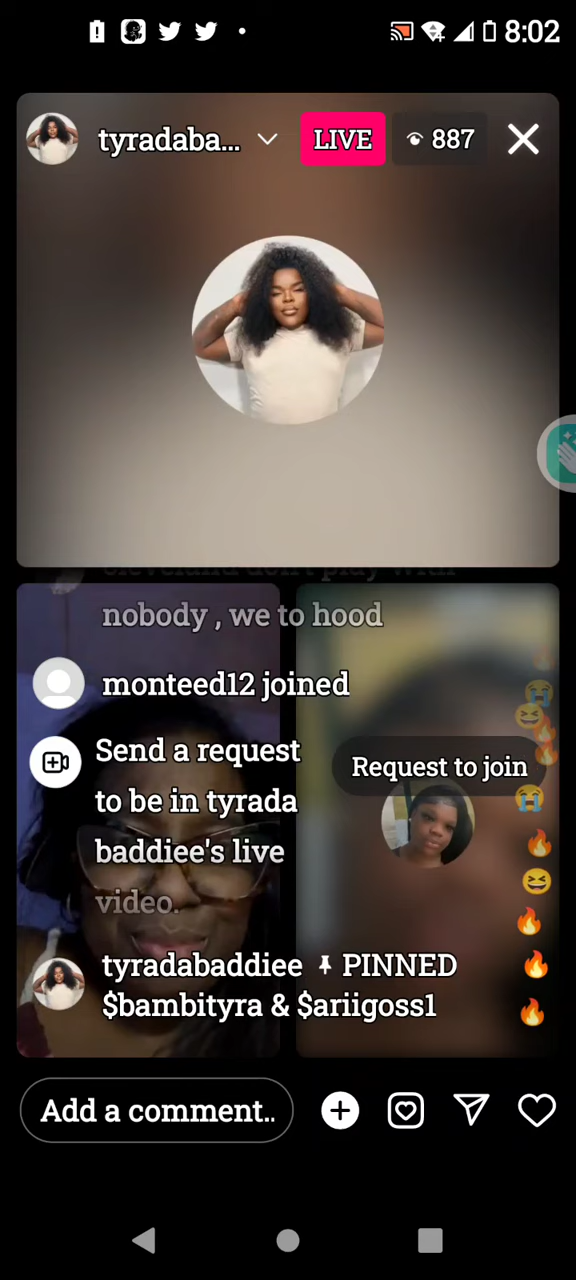 8:02
tyradaba... LIVE 887
nobody , we to hood
monteed12 joined
Send a request
to be in tyrada
baddiee's live
video.
Request to join
tyradabaddiee PINNED
$bambityra & $ariigoss1
Add a comment..